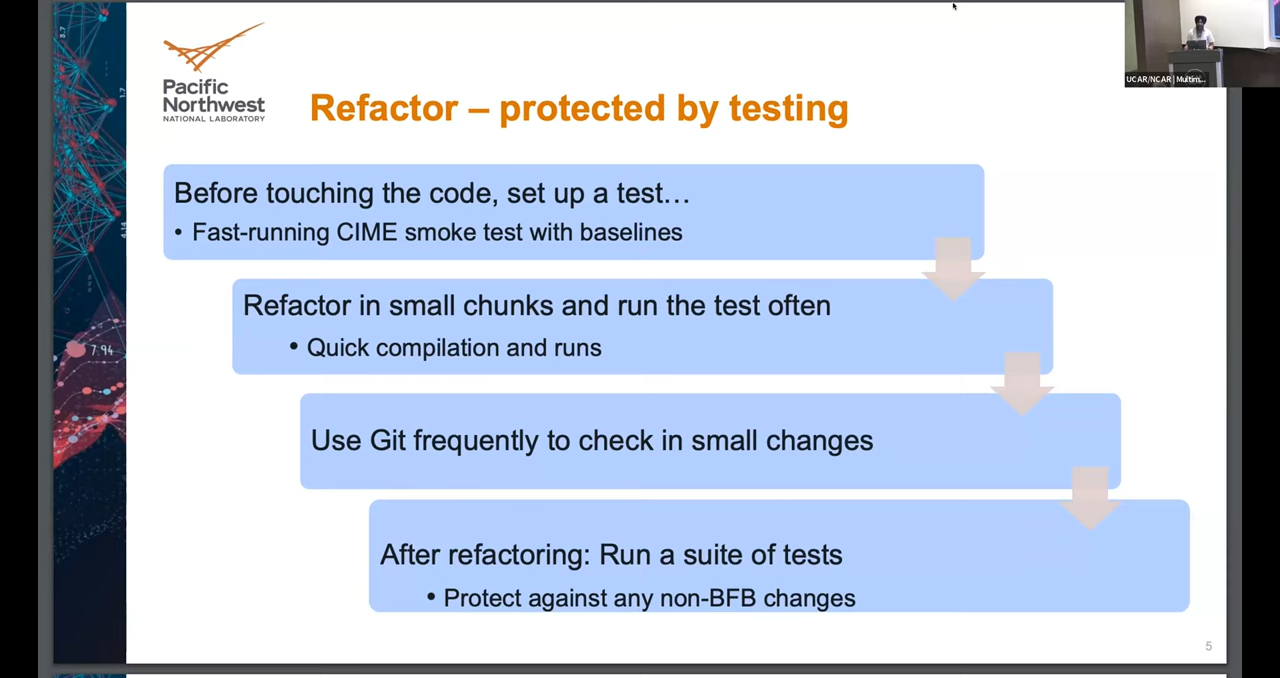 UCAR/NCAR | Multim...
Pacific
Northwest
NATIONAL LABORATORY
Refactor – protected by testing
Before touching the code, set up a test…
• Fast-running CIME smoke test with baselines
Refactor in small chunks and run the test often
• Quick compilation and runs
Use Git frequently to check in small changes
After refactoring: Run a suite of tests
• Protect against any non-BFB changes
7.94
5